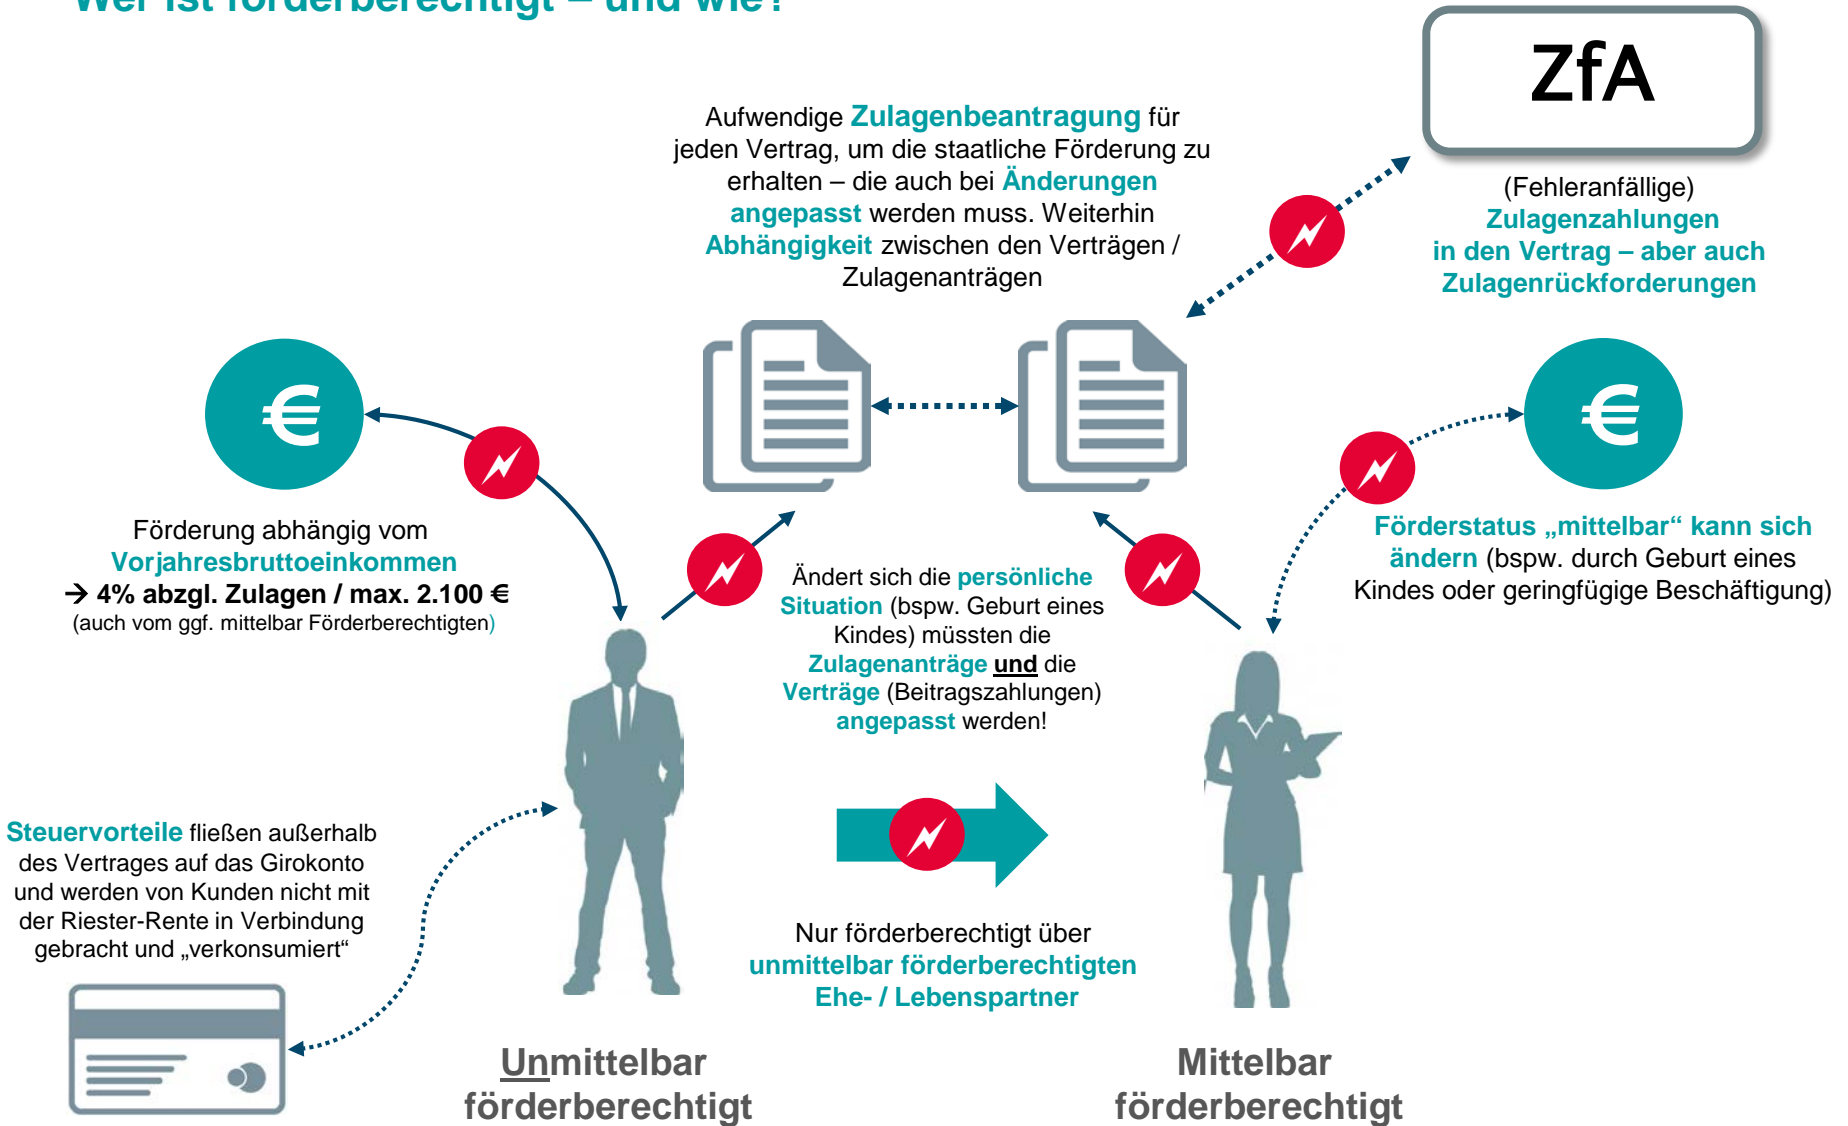 Wer ist förderberechtigt – und wie?
ZfA
Aufwendige Zulagenbeantragung für
jeden Vertrag, um die staatliche Förderung zu
erhalten – die auch bei Änderungen
angepasst werden muss. Weiterhin
Abhängigkeit zwischen den Verträgen /
Zulagenanträgen
(Fehleranfällige)
Zulagenzahlungen
in den Vertrag – aber auch
Zulagenrückforderungen
€
€
Förderung abhängig vom
Vorjahresbruttoeinkommen
→ 4% abzgl. Zulagen / max. 2.100 €
(auch vom ggf. mittelbar Förderberechtigten)
Förderstatus „mittelbar“ kann sich
ändern (bspw. durch Geburt eines
Kindes oder geringfügige Beschäftigung)
Ändert sich die persönliche
Situation (bspw. Geburt eines
Kindes) müssten die
Zulagenanträge und die
Verträge (Beitragszahlungen)
angepasst werden!
Steuervorteile fließen außerhalb
des Vertrages auf das Girokonto
und werden von Kunden nicht mit
der Riester-Rente in Verbindung
gebracht und „verkonsumiert“
Nur förderberechtigt über
unmittelbar förderberechtigten
Ehe- / Lebenspartner
Unmittelbar
förderberechtigt
Mittelbar
förderberechtigt